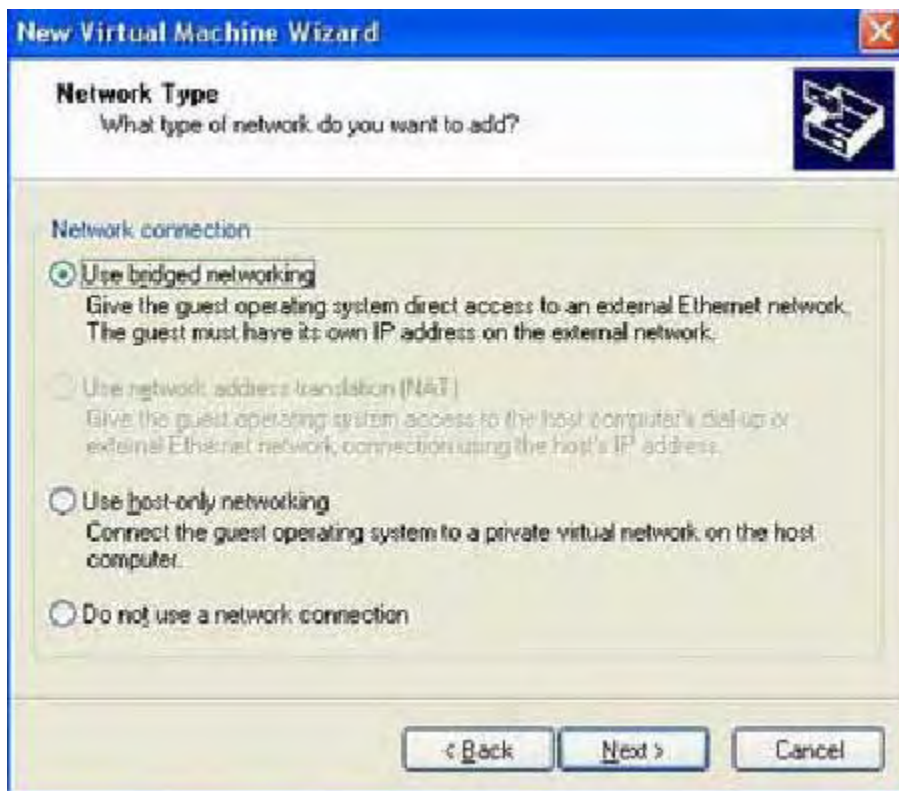 New Virtual Machine Wizard
Network Type
What type of network do you want to add?
Network connection
Use bridged networking
Give the guest operating system direct access to an external Ethernet network.
The guest must have its own IP address on the external network.
Use network address translation (NAT)
Give the guest operating system access to the host computer's dial-up or
external Ethernet network connection using the host's IP address.
Use host-only networking
Connect the guest operating system to a private virtual network on the host
computer.
Do not use a network connection
< Back
Next >
Cancel